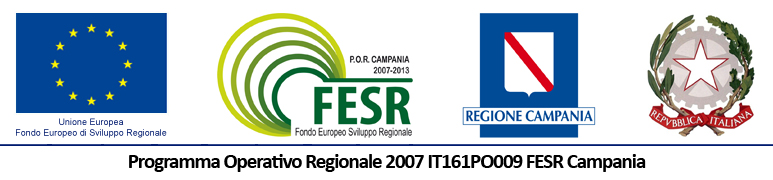 Unione Europea
Fondo Europeo di Sviluppo Regionale
P.O.R. CAMPANIA
2007-2013
FESR
Fondo Europeo Sviluppo Regionale
REGIONE CAMPANIA
REPVBBLICA ITALIANA
Programma Operativo Regionale 2007 IT161PO009 FESR Campania